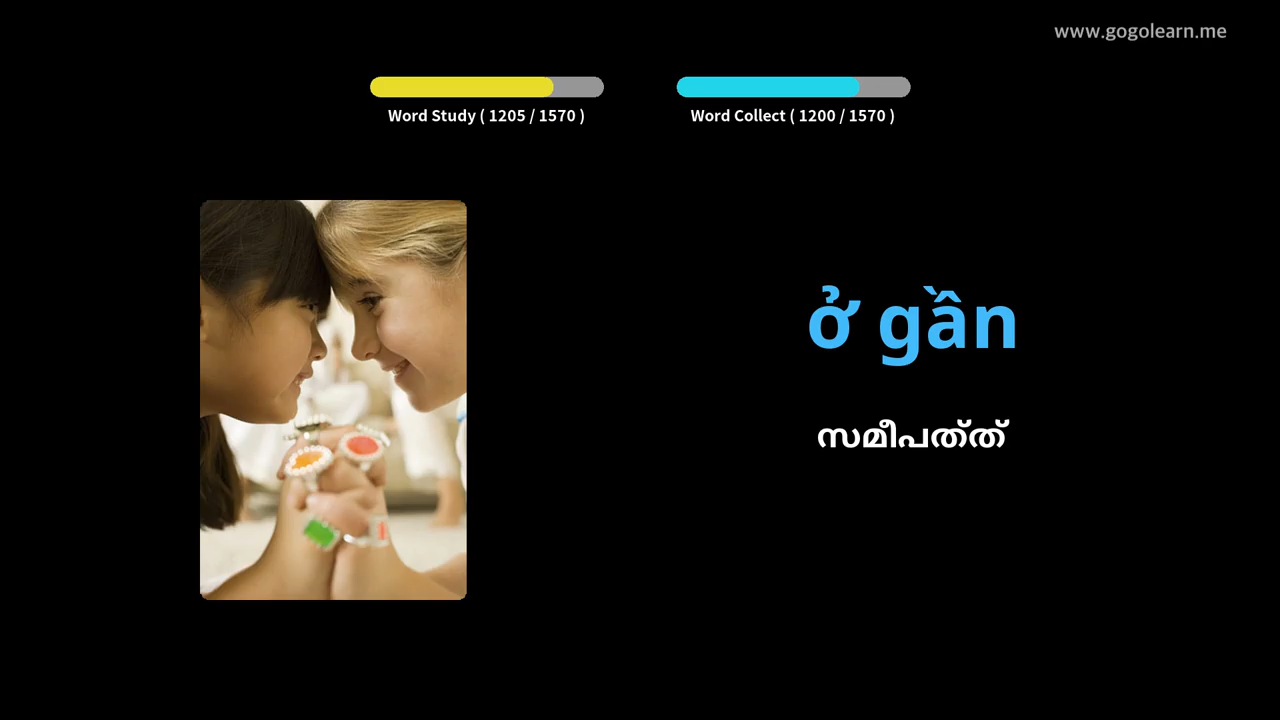 www.gogolearn.me
Word Study ( 1205 / 1570 )
Word Collect ( 1200 / 1570 )
ở gần
സമീപത്ത്